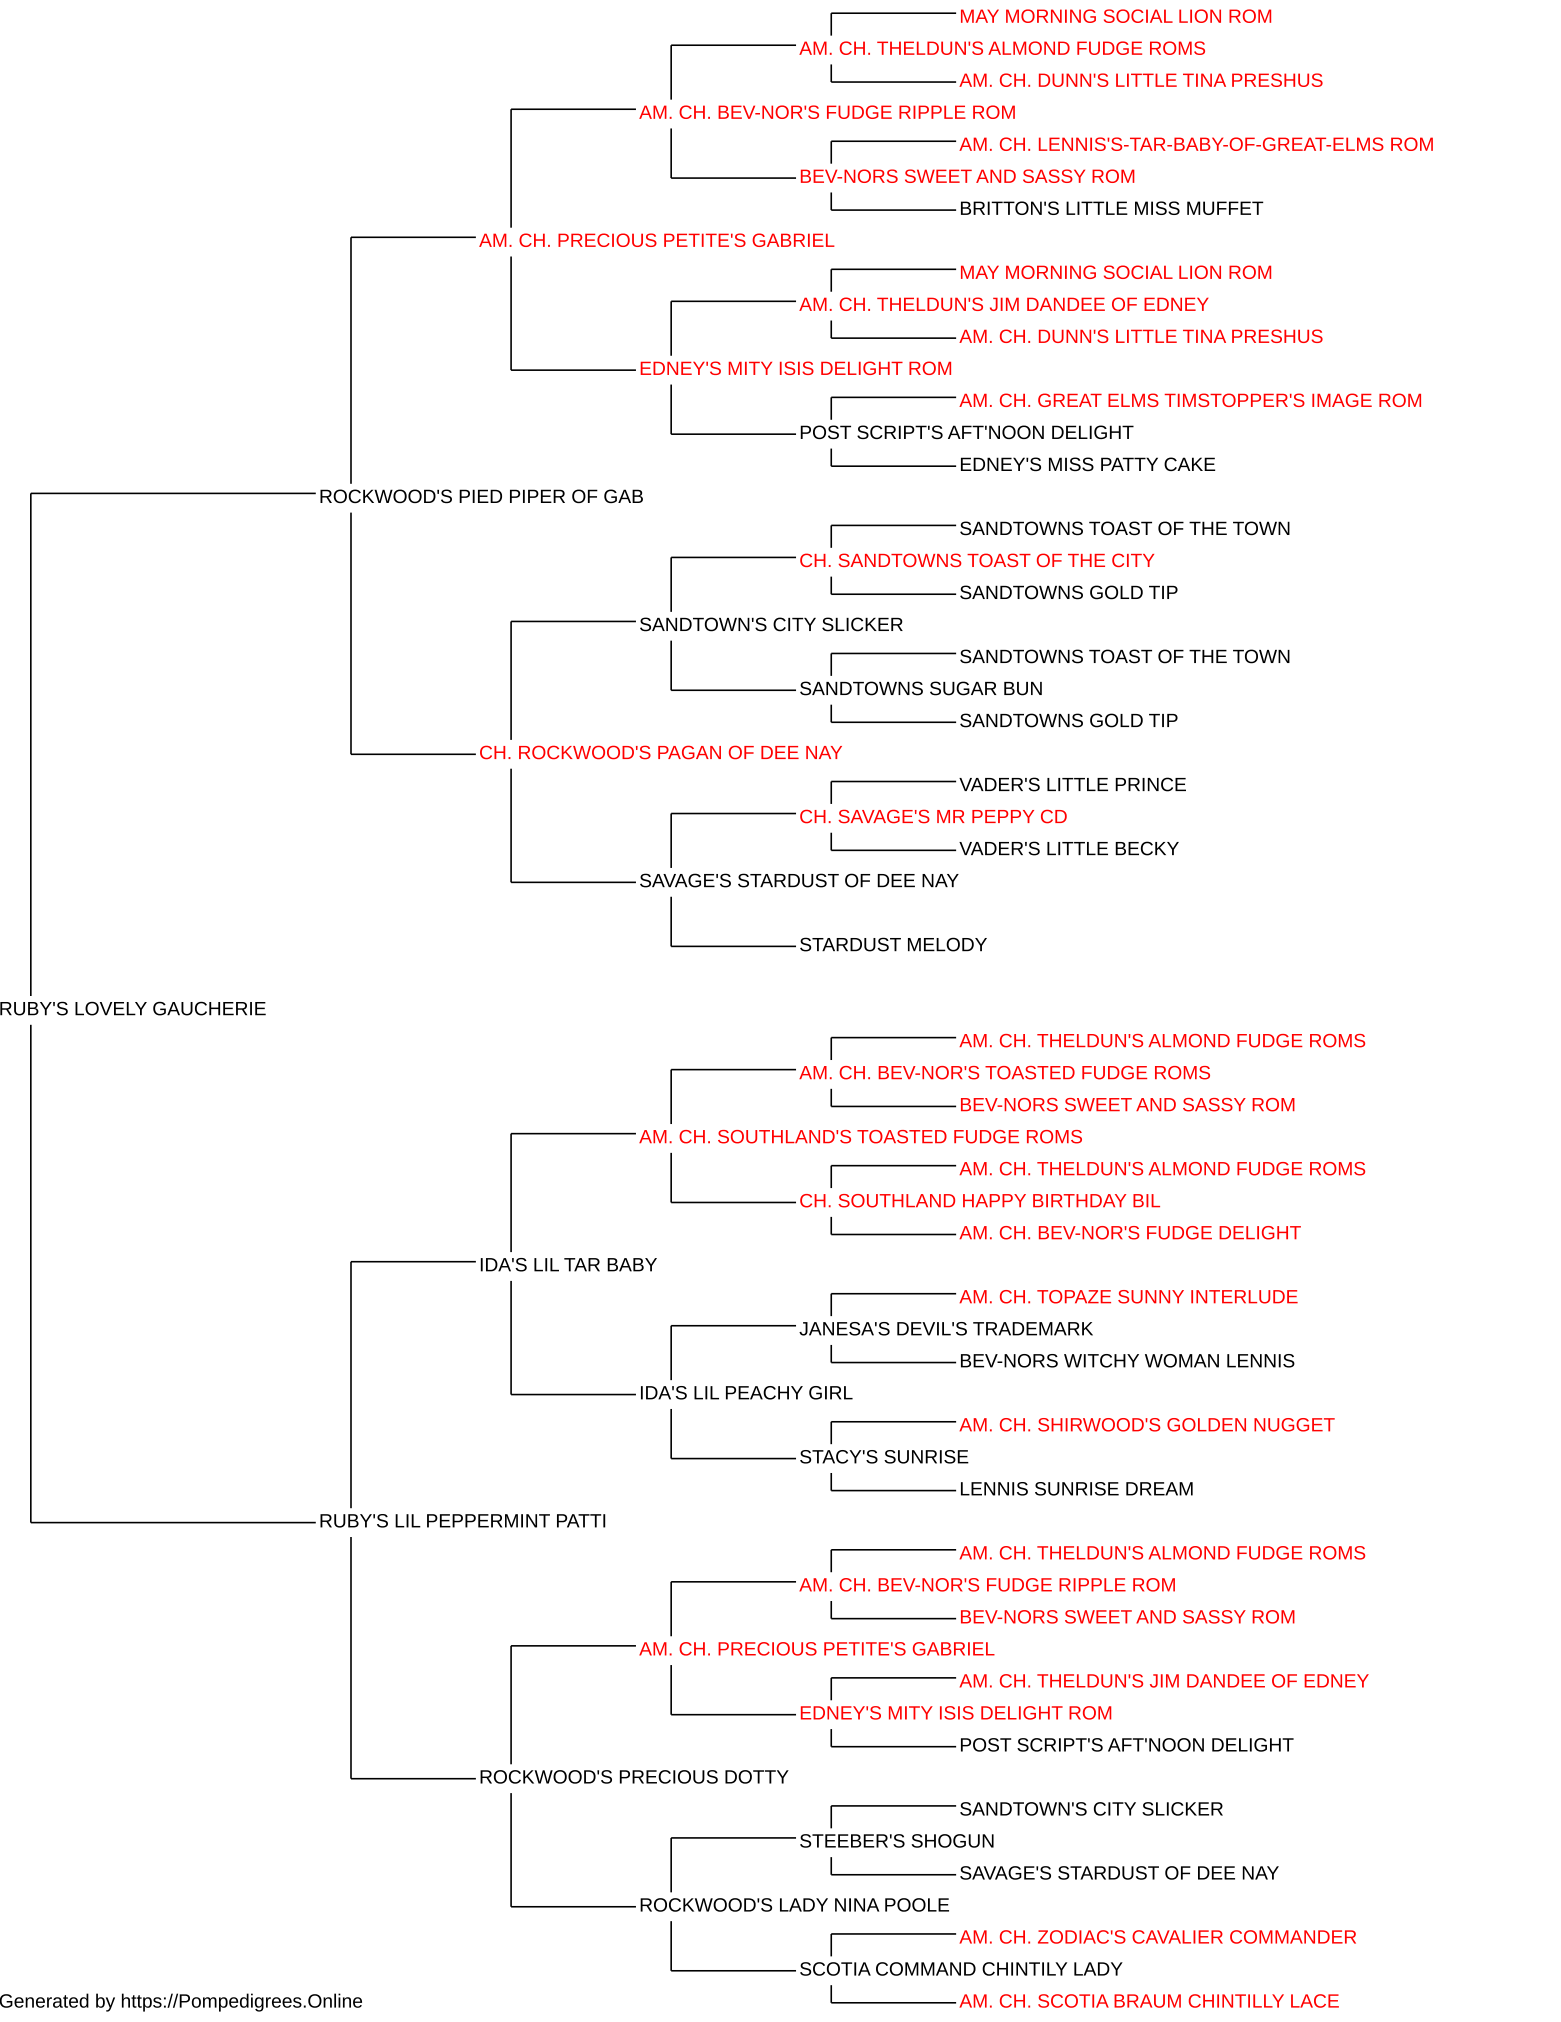 MAY MORNING SOCIAL LION ROM
AM. CH. THELDUN'S ALMOND FUDGE ROMS
AM. CH. DUNN'S LITTLE TINA PRESHUS
AM. CH. BEV-NOR'S FUDGE RIPPLE ROM
AM. CH. LENNIS'S-TAR-BABY-OF-GREAT-ELMS ROM
BEV-NORS SWEET AND SASSY ROM
BRITTON'S LITTLE MISS MUFFET
AM. CH. PRECIOUS PETITE'S GABRIEL
MAY MORNING SOCIAL LION ROM
AM. CH. THELDUN'S JIM DANDEE OF EDNEY
AM. CH. DUNN'S LITTLE TINA PRESHUS
EDNEY'S MITY ISIS DELIGHT ROM
AM. CH. GREAT ELMS TIMSTOPPER'S IMAGE ROM
POST SCRIPT'S AFT'NOON DELIGHT
EDNEY'S MISS PATTY CAKE
ROCKWOOD'S PIED PIPER OF GAB
SANDTOWNS TOAST OF THE TOWN
CH. SANDTOWNS TOAST OF THE CITY
SANDTOWNS GOLD TIP
SANDTOWN'S CITY SLICKER
SANDTOWNS TOAST OF THE TOWN
SANDTOWNS SUGAR BUN
SANDTOWNS GOLD TIP
CH. ROCKWOOD'S PAGAN OF DEE NAY
VADER'S LITTLE PRINCE
CH. SAVAGE'S MR PEPPY CD
VADER'S LITTLE BECKY
SAVAGE'S STARDUST OF DEE NAY
STARDUST MELODY
RUBY'S LOVELY GAUCHERIE
AM. CH. THELDUN'S ALMOND FUDGE ROMS
AM. CH. BEV-NOR'S TOASTED FUDGE ROMS
BEV-NORS SWEET AND SASSY ROM
AM. CH. SOUTHLAND'S TOASTED FUDGE ROMS
AM. CH. THELDUN'S ALMOND FUDGE ROMS
CH. SOUTHLAND HAPPY BIRTHDAY BIL
AM. CH. BEV-NOR'S FUDGE DELIGHT
IDA'S LIL TAR BABY
AM. CH. TOPAZE SUNNY INTERLUDE
JANESA'S DEVIL'S TRADEMARK
BEV-NORS WITCHY WOMAN LENNIS
IDA'S LIL PEACHY GIRL
AM. CH. SHIRWOOD'S GOLDEN NUGGET
STACY'S SUNRISE
LENNIS SUNRISE DREAM
RUBY'S LIL PEPPERMINT PATTI
AM. CH. THELDUN'S ALMOND FUDGE ROMS
AM. CH. BEV-NOR'S FUDGE RIPPLE ROM
BEV-NORS SWEET AND SASSY ROM
AM. CH. PRECIOUS PETITE'S GABRIEL
AM. CH. THELDUN'S JIM DANDEE OF EDNEY
EDNEY'S MITY ISIS DELIGHT ROM
POST SCRIPT'S AFT'NOON DELIGHT
ROCKWOOD'S PRECIOUS DOTTY
SANDTOWN'S CITY SLICKER
STEEBER'S SHOGUN
SAVAGE'S STARDUST OF DEE NAY
ROCKWOOD'S LADY NINA POOLE
AM. CH. ZODIAC'S CAVALIER COMMANDER
SCOTIA COMMAND CHINTILY LADY
AM. CH. SCOTIA BRAUM CHINTILLY LACE
Generated by https://Pompedigrees.Online